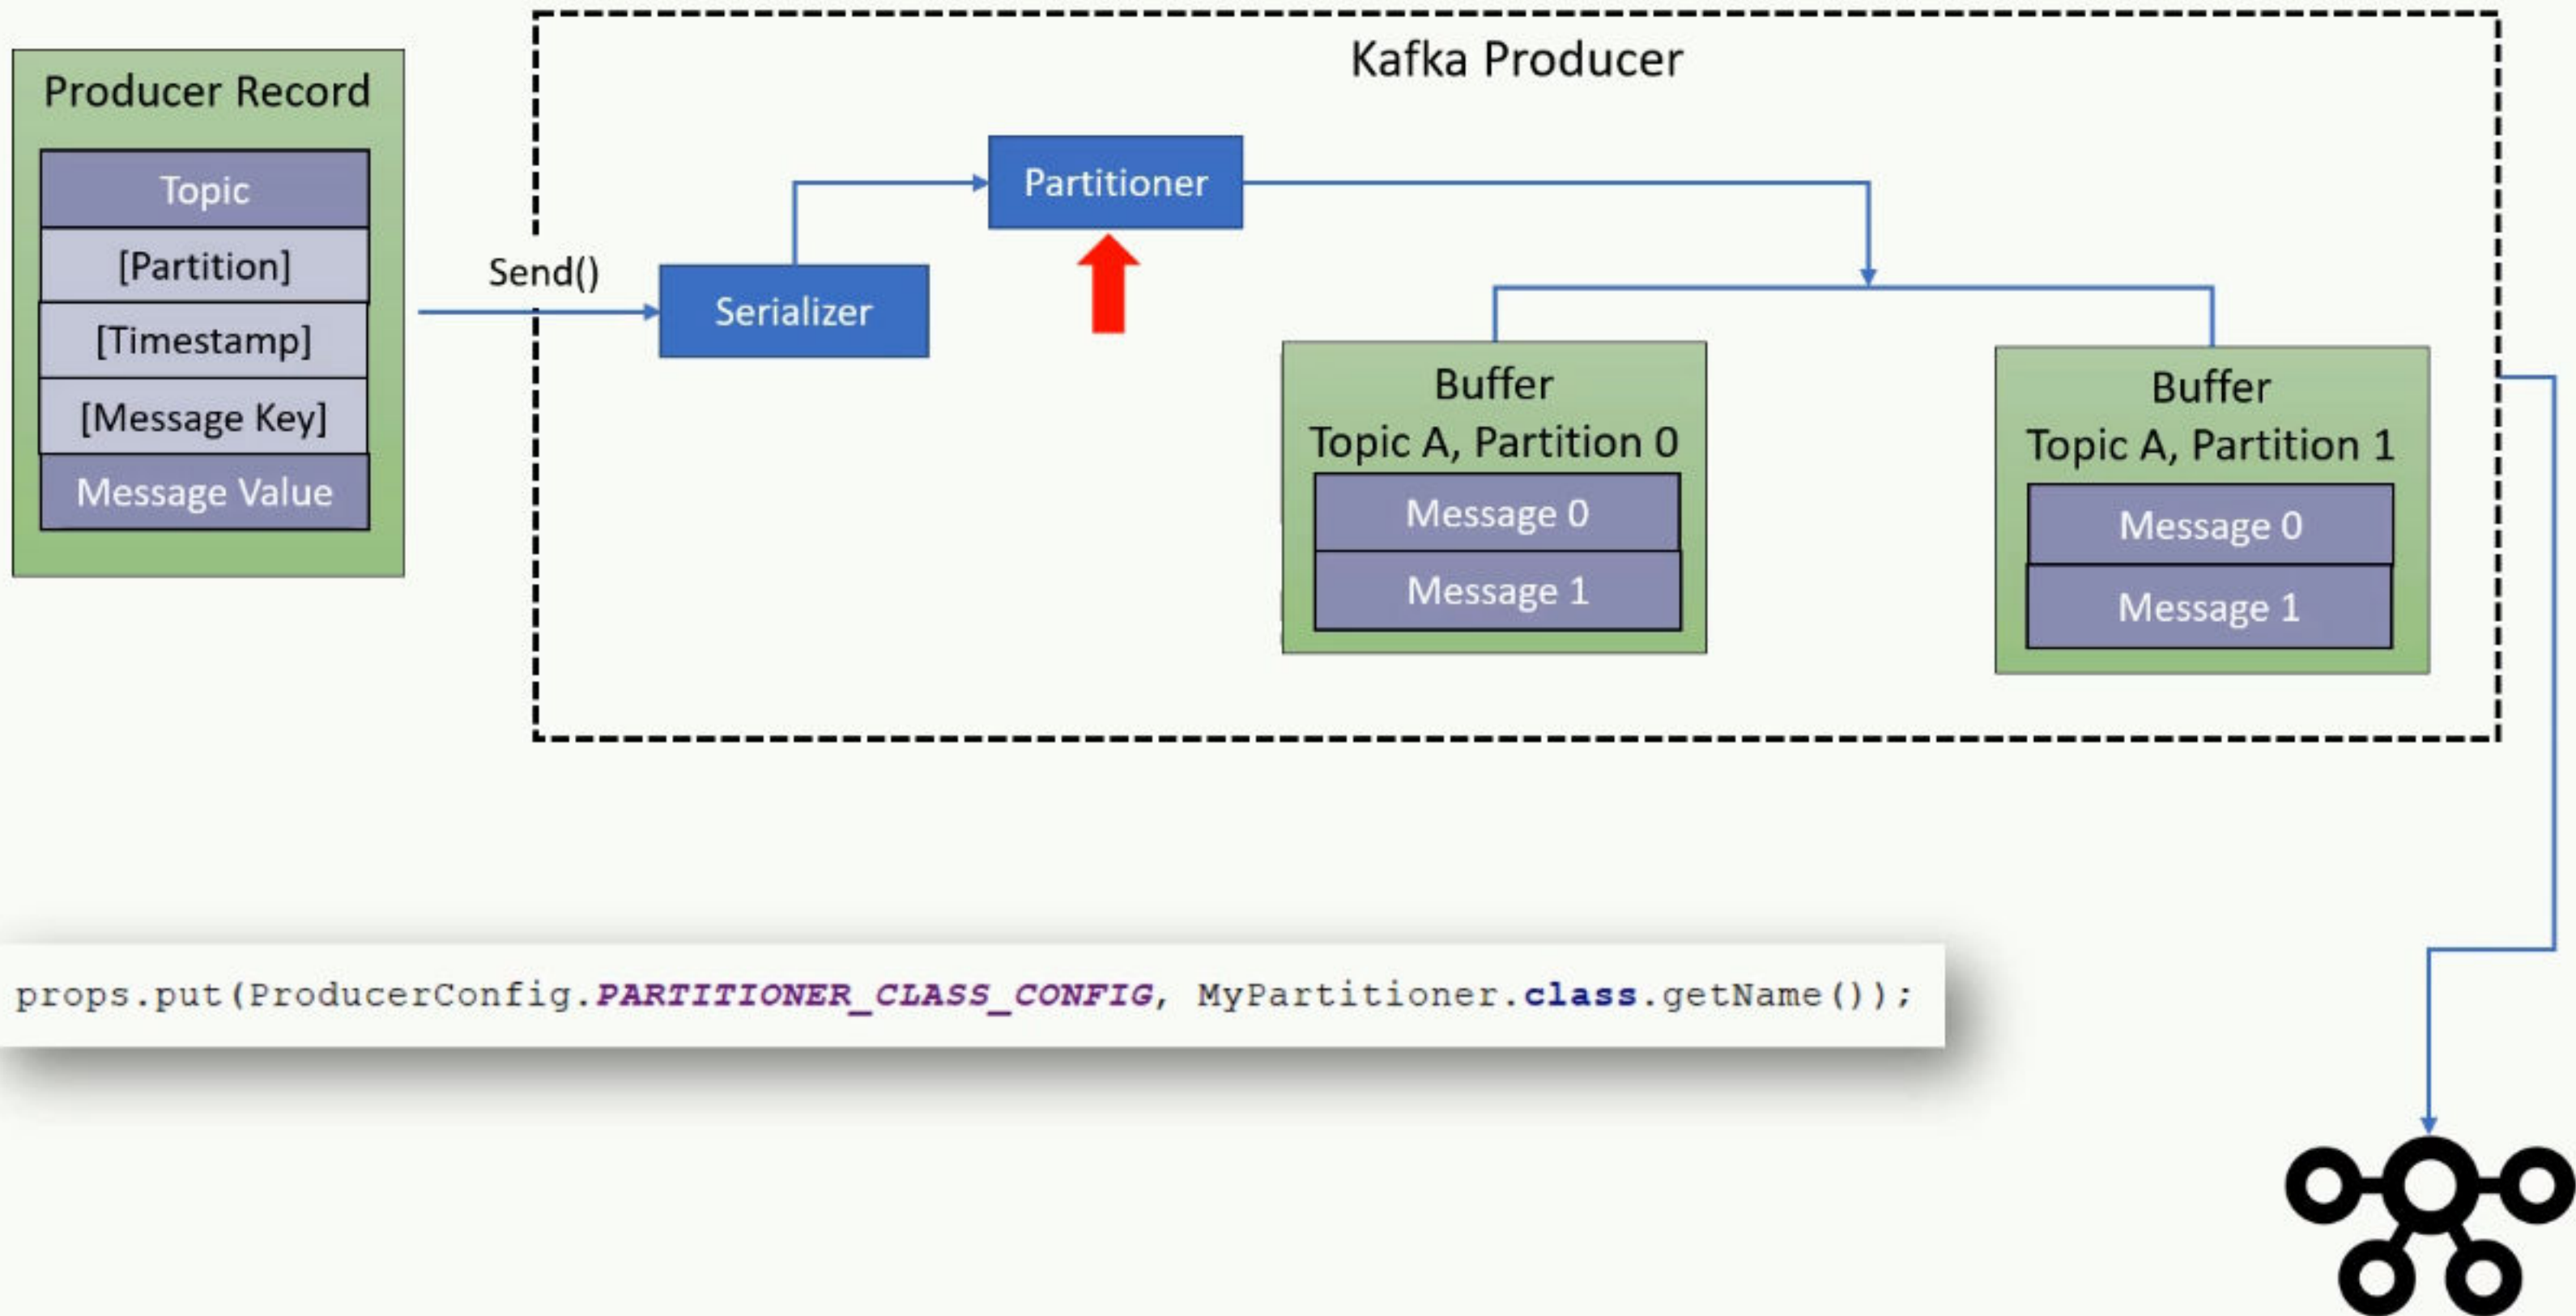 Kafka Producer
Producer Record
Topic
[Partition]
[Timestamp]
[Message Key]
Message Value
Send()
Serializer
Partitioner
Buffer
Topic A, Partition 0
Message 0
Message 1
Buffer
Topic A, Partition 1
Message 0
Message 1
props.put(ProducerConfig.PARTITIONER_CLASS_CONFIG, MyPartitioner.class.getName());